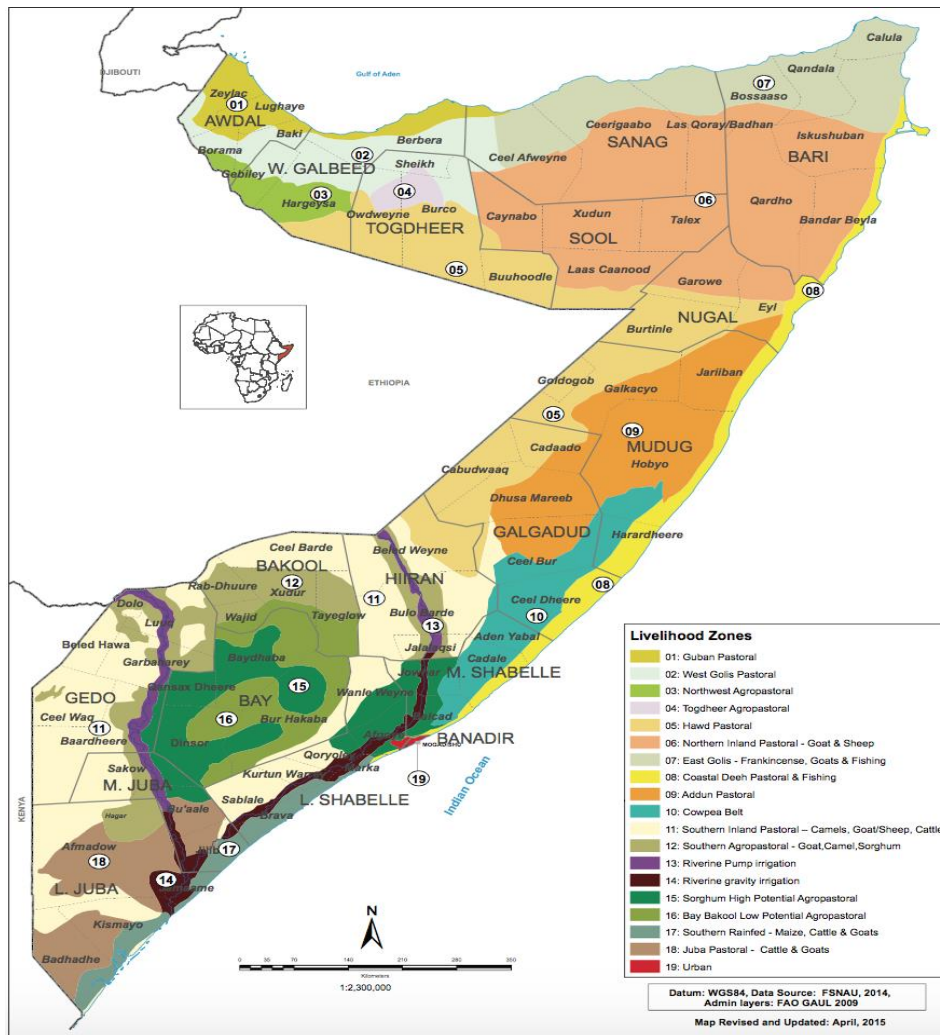 Calula
DJIBOUTI
Gulf of Aden
Qandala
07
Bossaaso
Zeylac
01
Lughaye
AWDAL
Baki
Berbera
Ceerigaabo
Las Qoray/Badhan
Iskushuban
SANAG
BARI
Borama
02
Ceel Afweyne
Gebiley
W. GALBEED
Sheikh
03
04
Hargeysa
Owdweyne
Burco
Caynabo
Xudun
Talex
06
Qardho
Bandar Beyla
TOGDHEER
SOOL
05
Buuhoodle
Laas Caanood
Garowe
08
Eyl
NUGAL
Burtinle
ETHIOPIA
Goldogob
Galkacyo
Jariiban
05
09
MUDUG
Cadaado
Hobyo
Cabudwaaq
Dhusa Mareeb
GALGADUD
Harardheere
Ceel Barde
Beled Weyne
Ceel Bur
BAKOOL
HIIRAN
Rab-Dhuure
12
Xudur
11
08
Dolo
Wajid
Tayeglow
Bulo Barde
Ceel Dheere
10
Luuq
13
Aden Yabal
Beled Hawa
Jalalaqsi
Garbaharey
Baydhaba
Cadale
M. SHABELLE
Jowhar
GEDO
Qansax Dheere
15
Wanle Weyne
BAY
16
Bur Hakaba
Balcad
Ceel Waq
11
BANADIR
Baardheere
Dinsor
Afgooye
MOGADISHU
Qoryoley
19
Sakow
Kurtun Warey
Marka
M. JUBA
L. SHABELLE
Sablale
Bu'aale
Brava
Indian Ocean
KENYA
Hagar
Afmadow
17
18
14
L. JUBA
Jamaame
Kismayo
Badhadhe
N
0 35 70 140 210 280 350
Kilometers
1:2,300,000
Livelihood Zones
01: Guban Pastoral
02: West Golis Pastoral
03: Northwest Agropastoral
04: Togdheer Agropastoral
05: Hawd Pastoral
06: Northern Inland Pastoral - Goat & Sheep
07: East Golis - Frankincense, Goats & Fishing
08: Coastal Deeh Pastoral & Fishing
09: Addun Pastoral
10: Cowpea Belt
11: Southern Inland Pastoral – Camels, Goat/Sheep, Cattle
12: Southern Agropastoral - Goat,Camel,Sorghum
13: Riverine Pump irrigation
14: Riverine gravity irrigation
15: Sorghum High Potential Agropastoral
16: Bay Bakool Low Potential Agropastoral
17: Southern Rainfed - Maize, Cattle & Goats
18: Juba Pastoral - Cattle & Goats
19: Urban
Datum: WGS84, Data Source: FSNAU, 2014,
Admin layers: FAO GAUL 2009
Map Revised and Updated: April, 2015